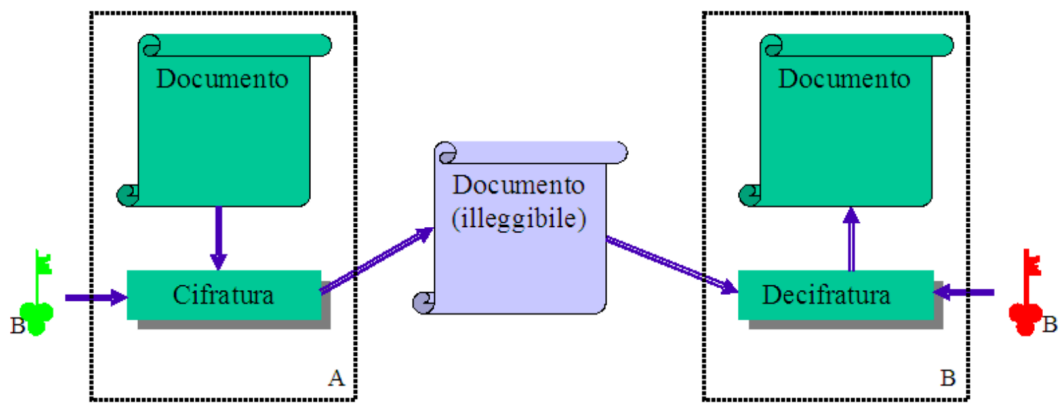 Documento
Documento
Documento
(illeggibile)
B
Cifratura
Decifratura
B
A
B